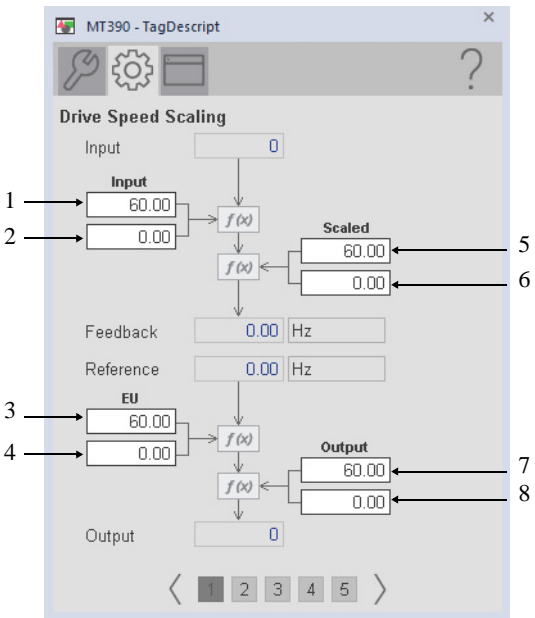 MT390 - TagDescript
×
?
Drive Speed Scaling
Input 0
Input
1 60.00
2 0.00
f(x)
Scaled
60.00 5
f(x)
0.00 6
Feedback 0.00 Hz
Reference 0.00 Hz
EU
3 60.00
4 0.00
f(x)
Output
60.00 7
f(x)
0.00 8
Output 0
1 2 3 4 5